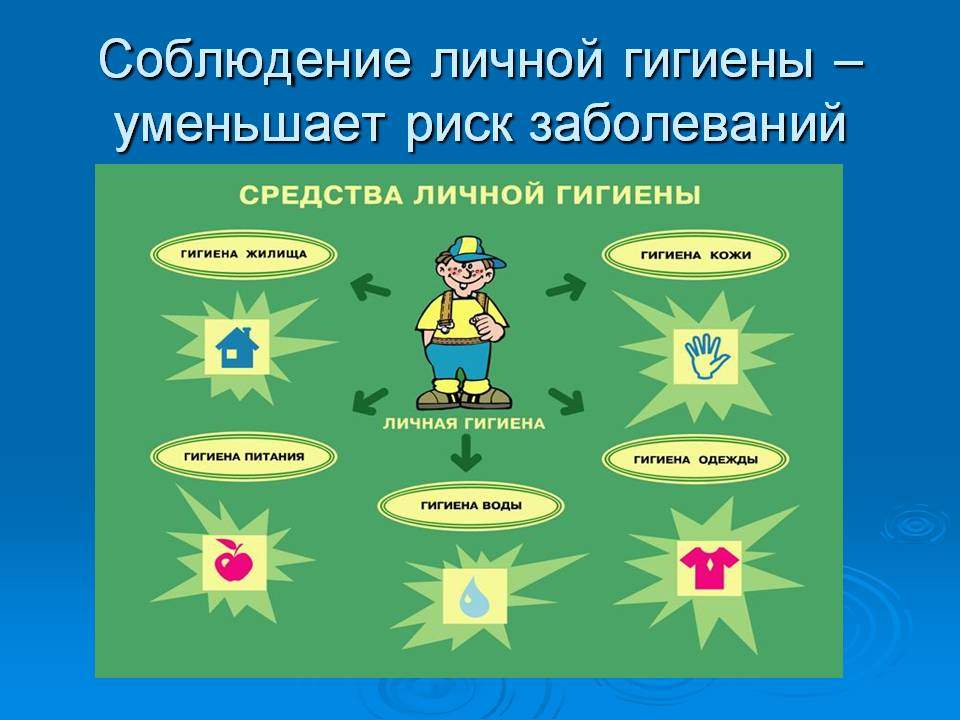 Соблюдение личной гигиены –
уменьшает риск заболеваний
СРЕДСТВА ЛИЧНОЙ ГИГИЕНЫ
ГИГИЕНА ЖИЛИЩА
ГИГИЕНА КОЖИ
ЛИЧНАЯ ГИГИЕНА
ГИГИЕНА ПИТАНИЯ
ГИГИЕНА ОДЕЖДЫ
ГИГИЕНА ВОДЫ